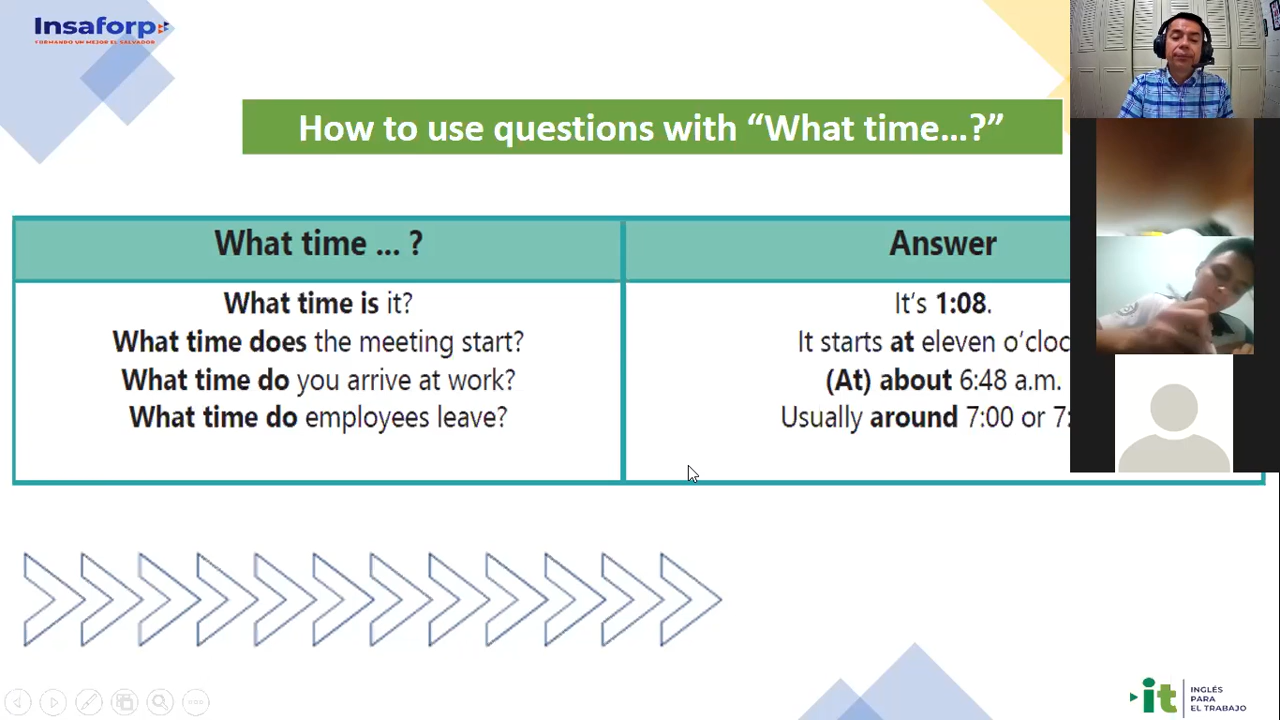 Insaforp
FORMANDO UN MEJOR EL SALVADOR
How to use questions with “What time...?”
What time ... ?
Answer
What time is it?
It‘s 1:08.
What time does the meeting start?
It starts at eleven o‘cloc
What time do you arrive at work?
(At) about 6:48 a.m.
What time do employees leave?
Usually around 7:00 or 7:
it
INGLÉS
PARA
EL TRABAJO